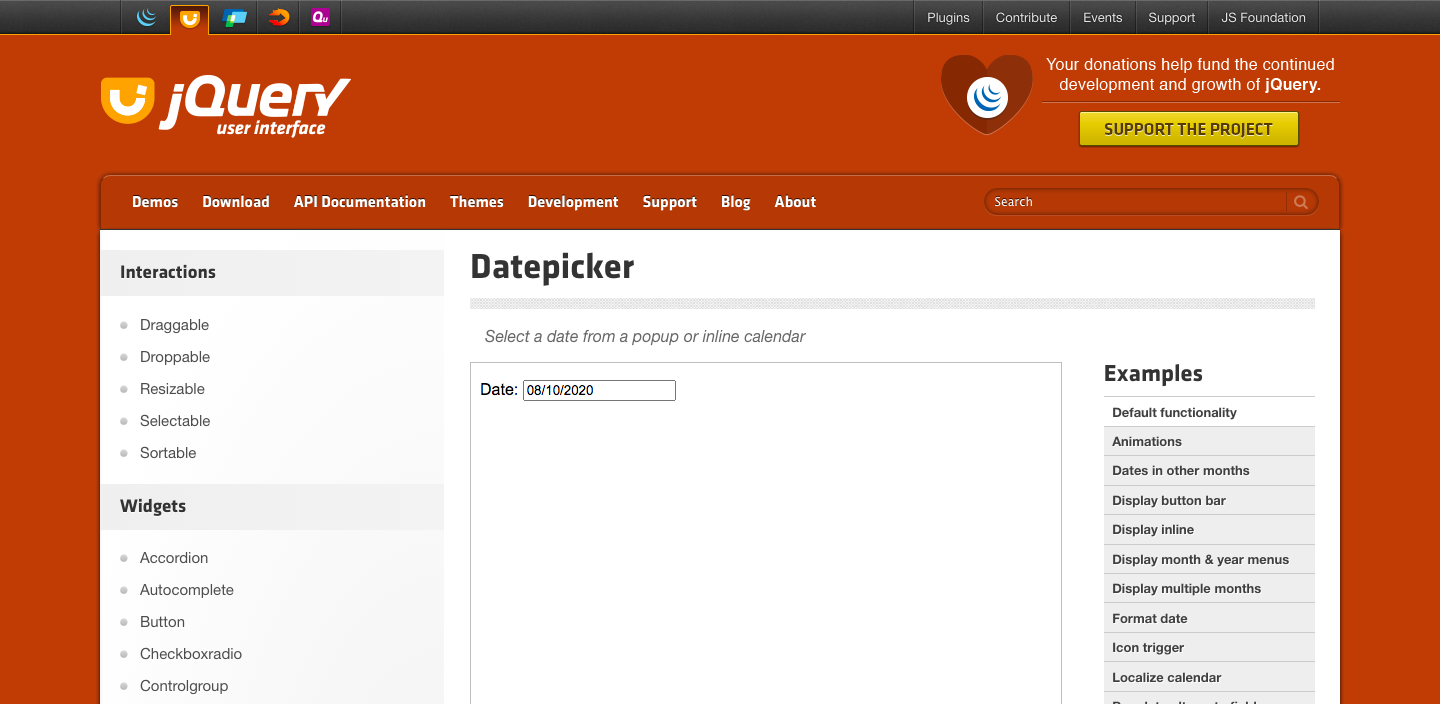 Qu
Plugins
Contribute
Events
Support
JS Foundation
jQuery
user interface
Your donations help fund the continued
development and growth of jQuery.
SUPPORT THE PROJECT
Demos
Download
API Documentation
Themes
Development
Support
Blog
About
Search
Interactions
Draggable
Droppable
Resizable
Selectable
Sortable
Widgets
Accordion
Autocomplete
Button
Checkboxradio
Controlgroup
Datepicker
Select a date from a popup or inline calendar
Date: 08/10/2020
Examples
Default functionality
Animations
Dates in other months
Display button bar
Display inline
Display month & year menus
Display multiple months
Format date
Icon trigger
Localize calendar